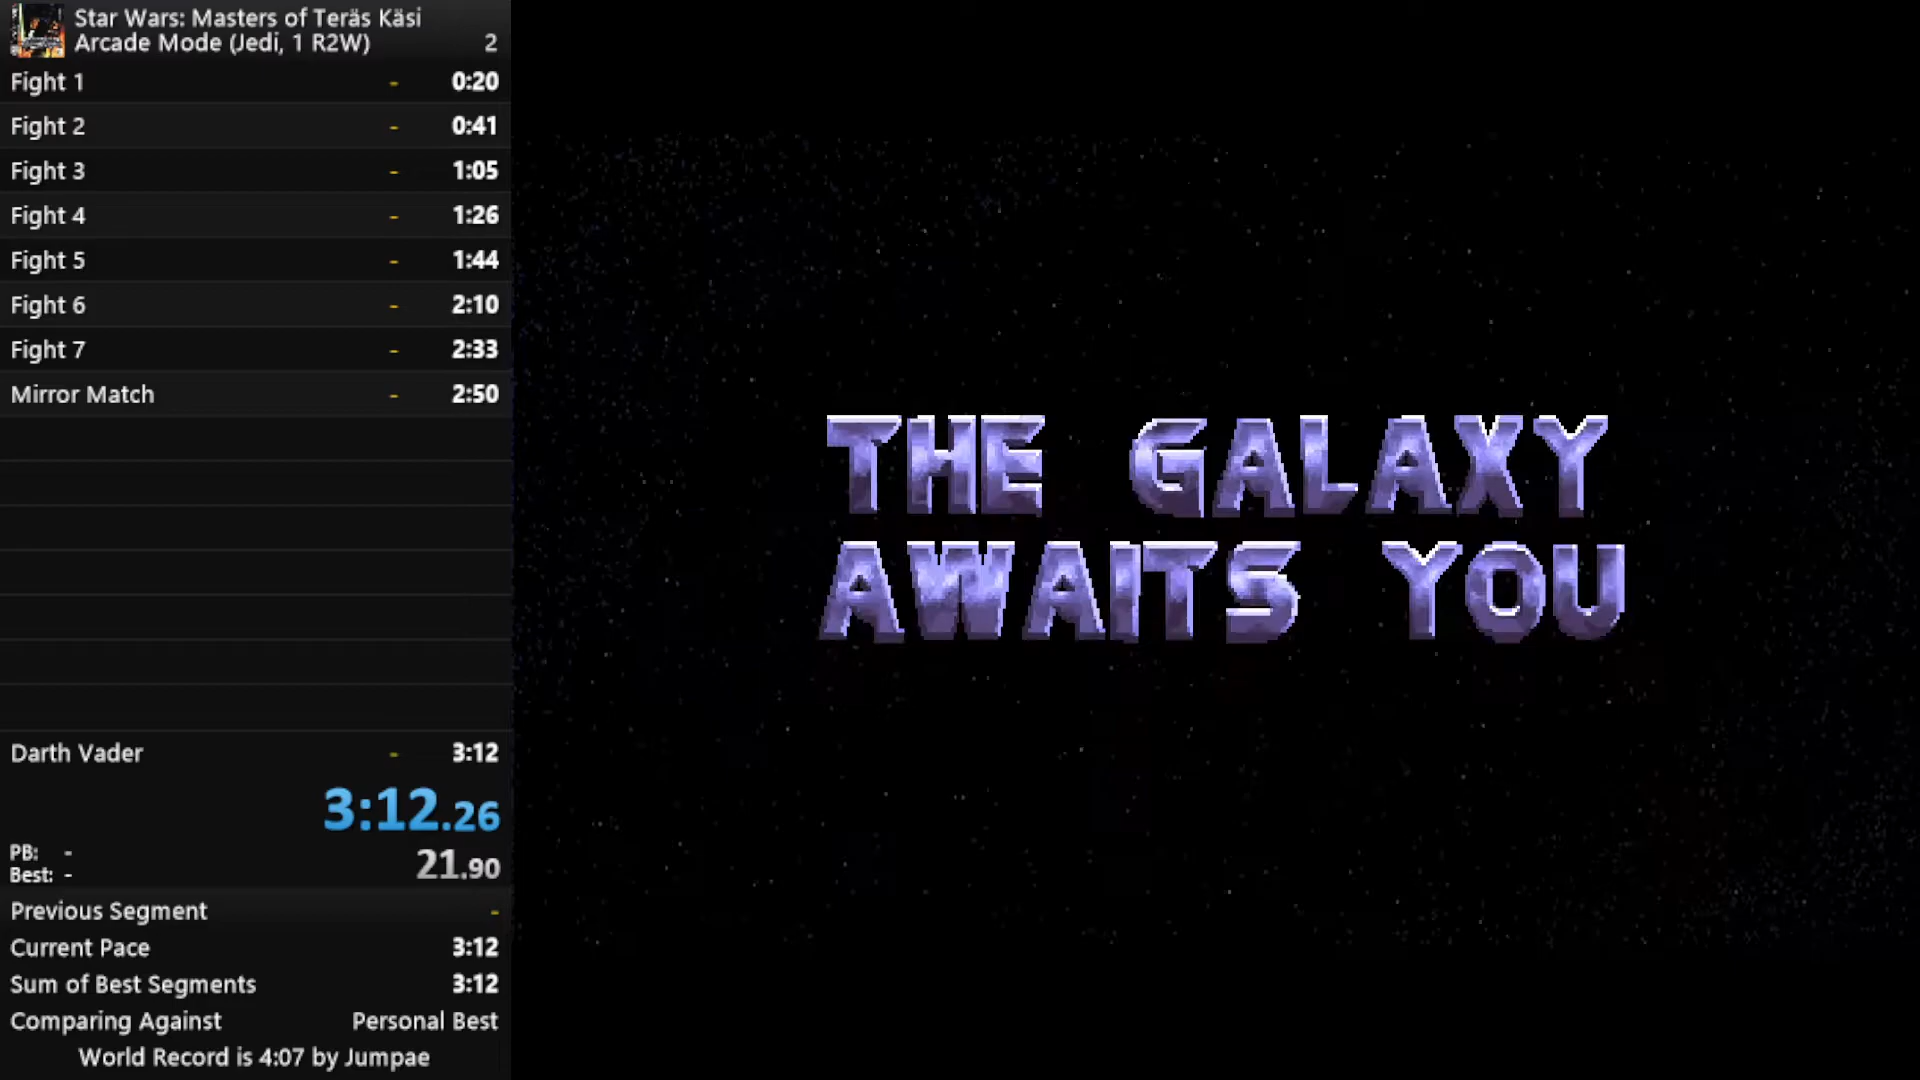 Star Wars: Masters of Teräs Käsi
Arcade Mode (Jedi, 1 R2W) 2
Fight 1 - 0:20
Fight 2 - 0:41
Fight 3 - 1:05
Fight 4 - 1:26
Fight 5 - 1:44
Fight 6 - 2:10
Fight 7 - 2:33
Mirror Match - 2:50
Darth Vader - 3:12
3:12.26
PB: -
Best: - 21.90
Previous Segment -
Current Pace 3:12
Sum of Best Segments 3:12
Comparing Against Personal Best
World Record is 4:07 by Jumpae
THE GALAXY
AWAITS YOU